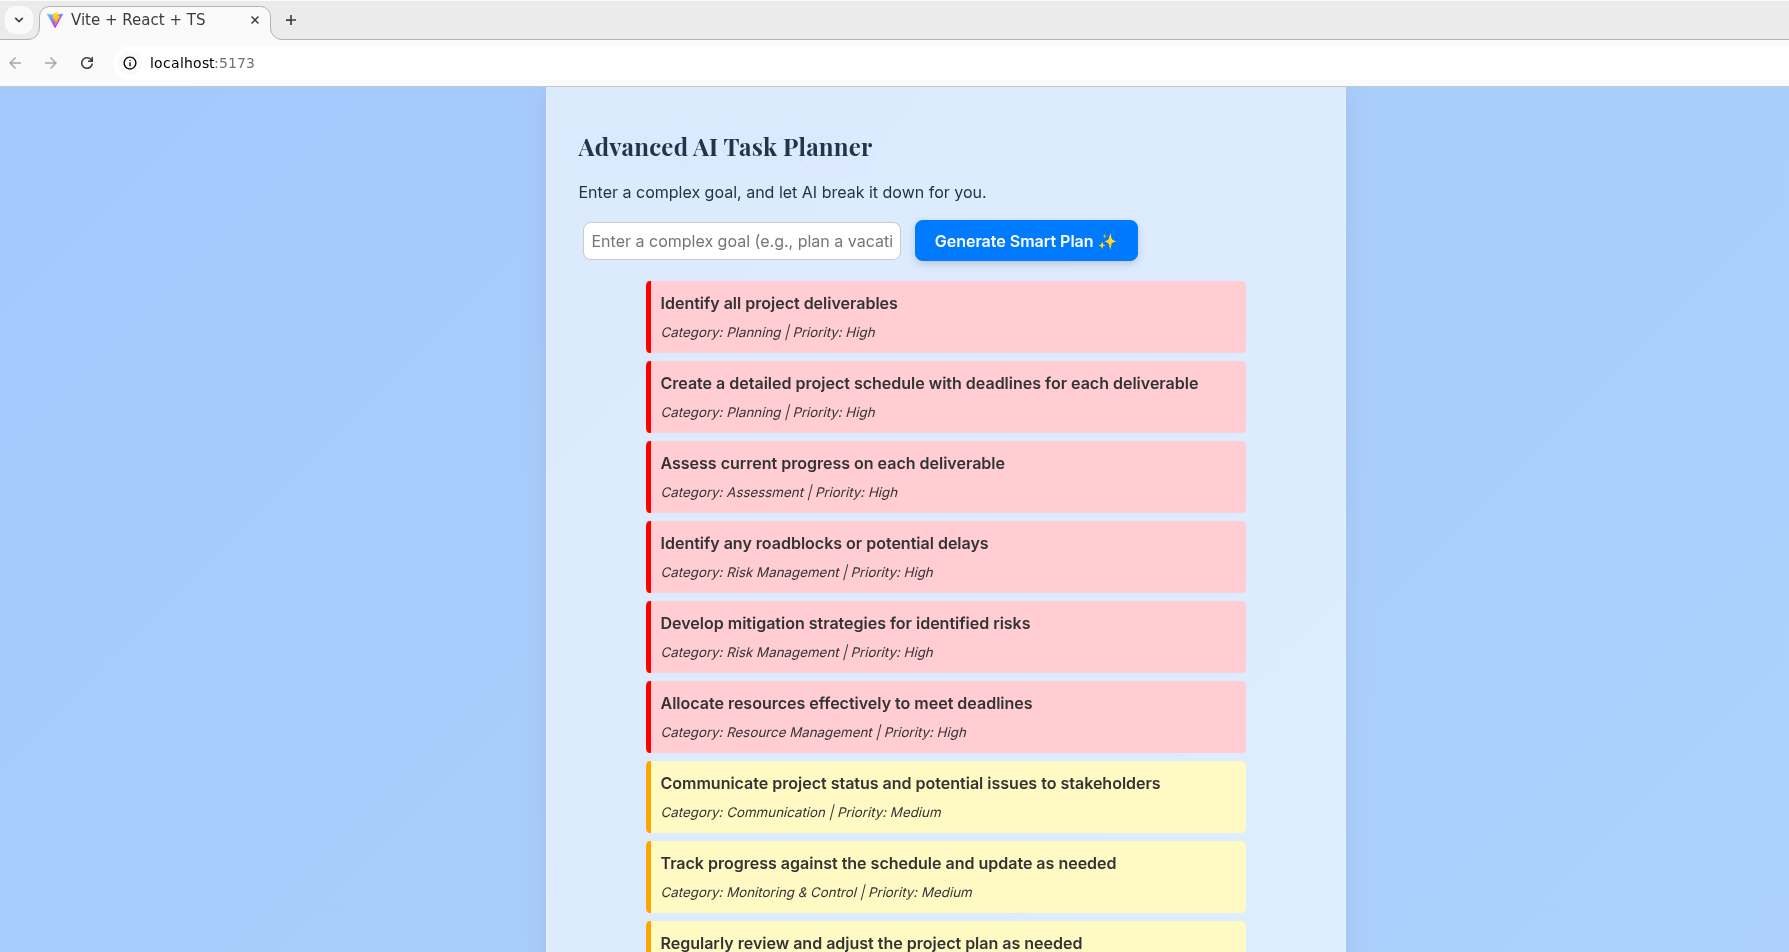 Vite + React + TS
localhost:5173
Advanced AI Task Planner
Enter a complex goal, and let AI break it down for you.
Enter a complex goal (e.g., plan a vacati
Generate Smart Plan ✨
Identify all project deliverables
Category: Planning | Priority: High
Create a detailed project schedule with deadlines for each deliverable
Category: Planning | Priority: High
Assess current progress on each deliverable
Category: Assessment | Priority: High
Identify any roadblocks or potential delays
Category: Risk Management | Priority: High
Develop mitigation strategies for identified risks
Category: Risk Management | Priority: High
Allocate resources effectively to meet deadlines
Category: Resource Management | Priority: High
Communicate project status and potential issues to stakeholders
Category: Communication | Priority: Medium
Track progress against the schedule and update as needed
Category: Monitoring & Control | Priority: Medium
Regularly review and adjust the project plan as needed